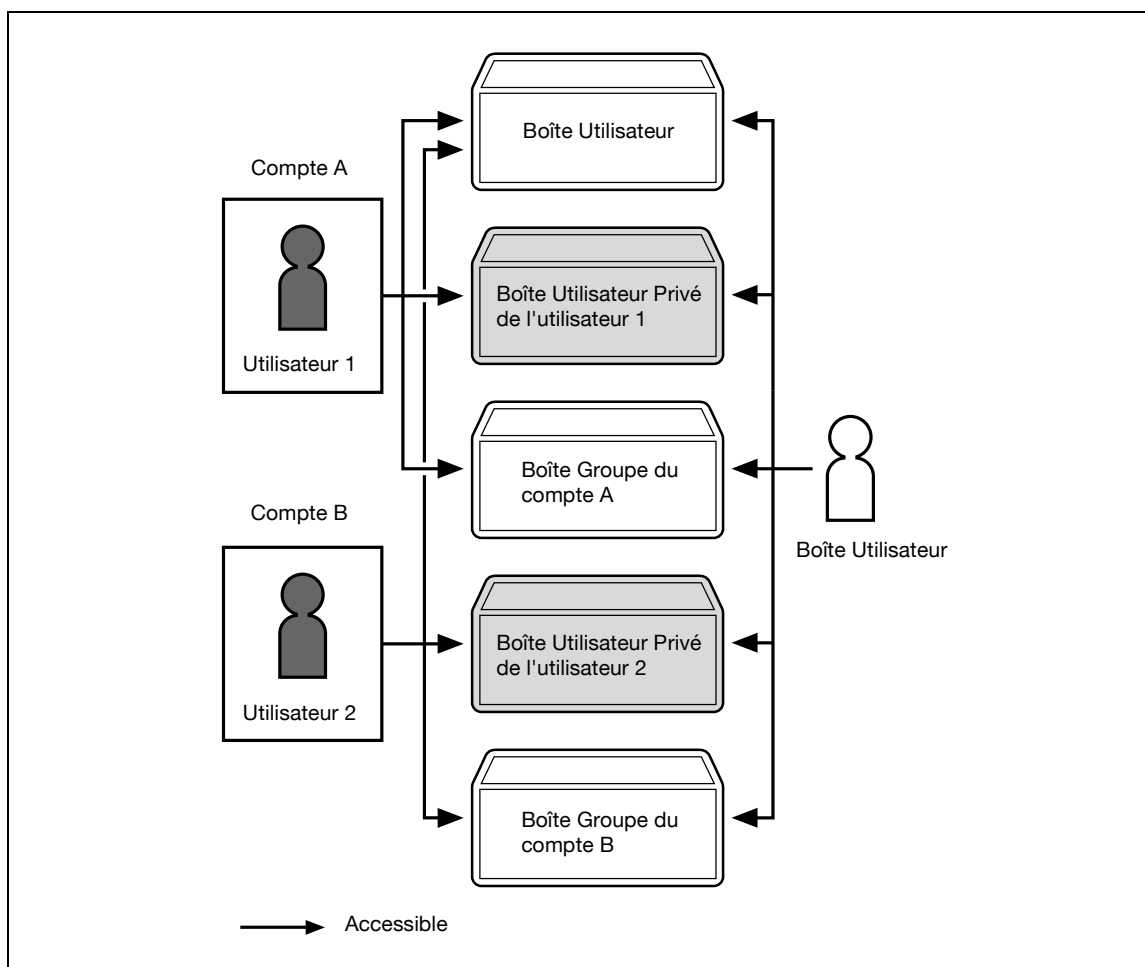 Boîte Utilisateur
Compte A
Utilisateur 1
Boîte Utilisateur Privé
de l'utilisateur 1
Boîte Groupe du
compte A
Boîte Utilisateur
Compte B
Utilisateur 2
Boîte Utilisateur Privé
de l'utilisateur 2
Boîte Groupe du
compte B
Accessible